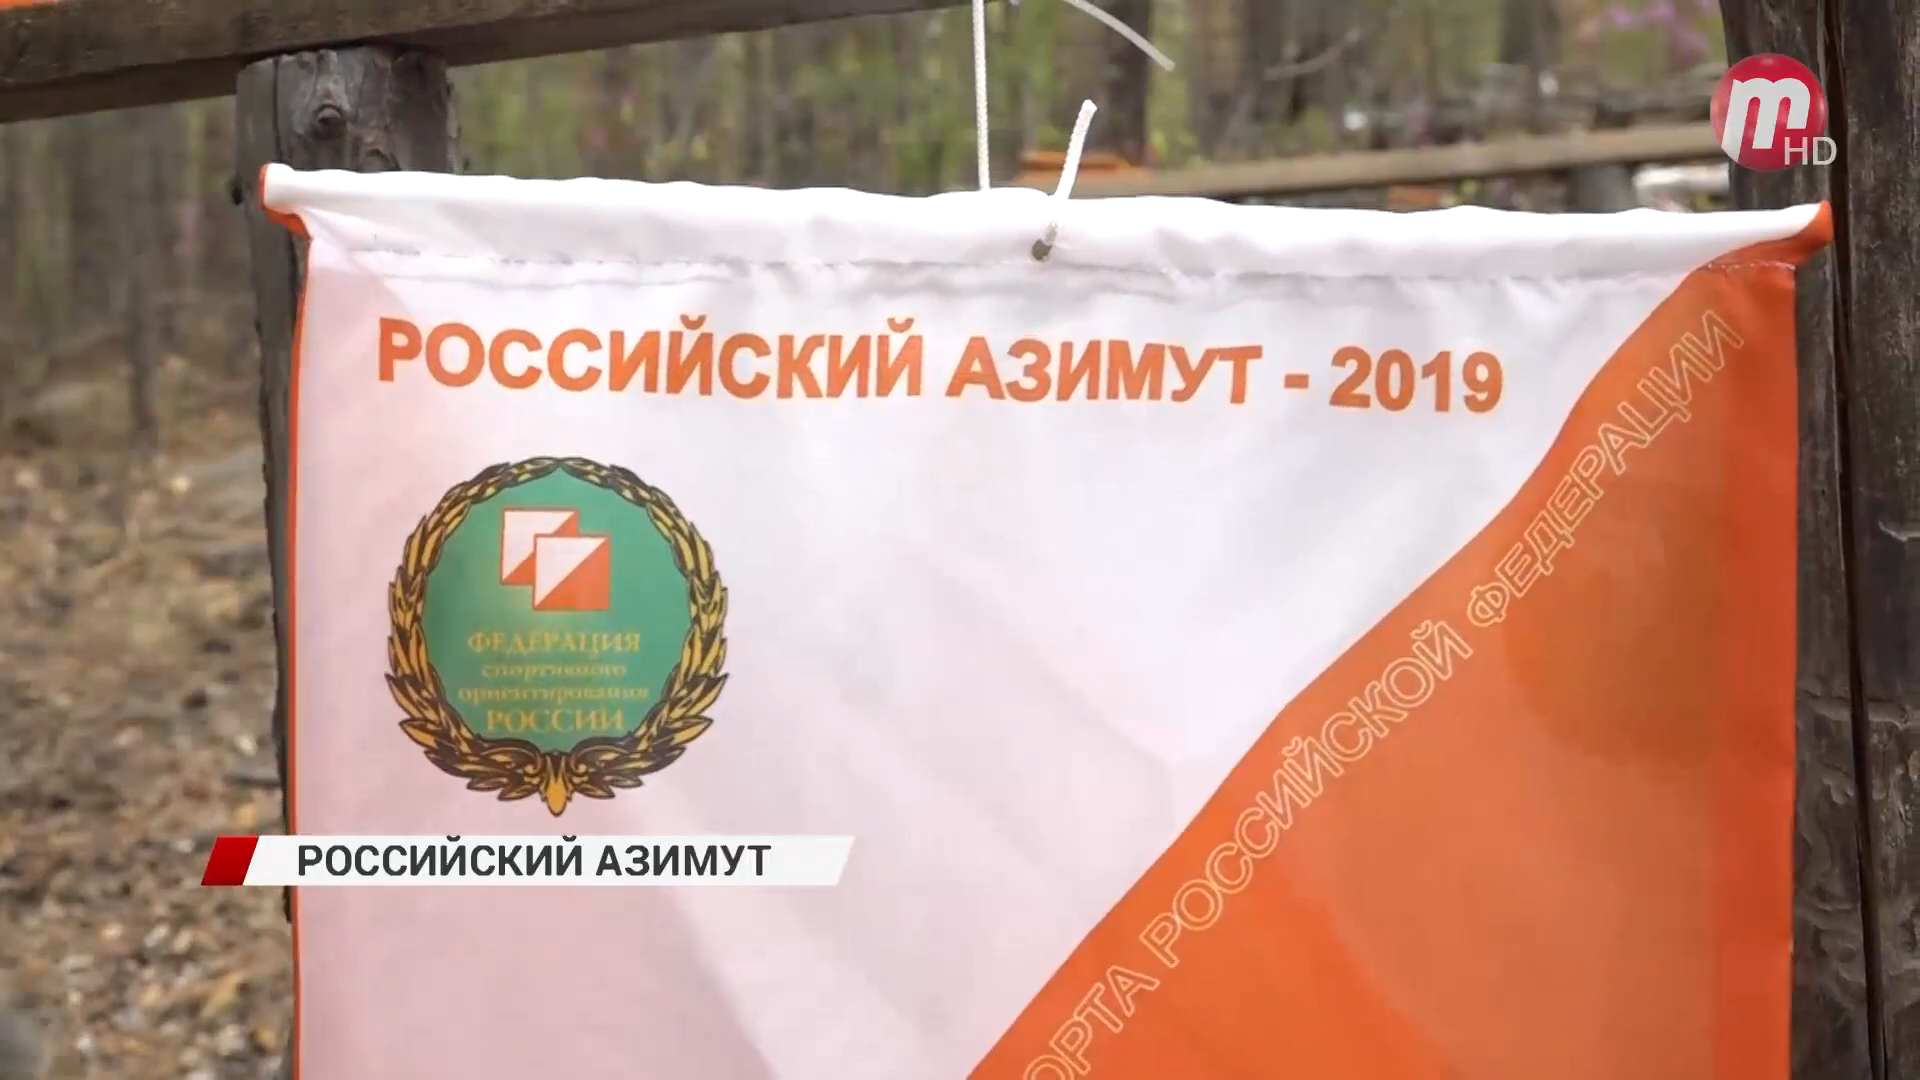 m HD
РОССИЙСКИЙ АЗИМУТ - 2019
ФЕДЕРАЦИЯ
спортивного
ориентирования
РОССИИ
ОРТА РОССИЙСКОЙ ФЕДЕРАЦИИ
РОССИЙСКИЙ АЗИМУТ